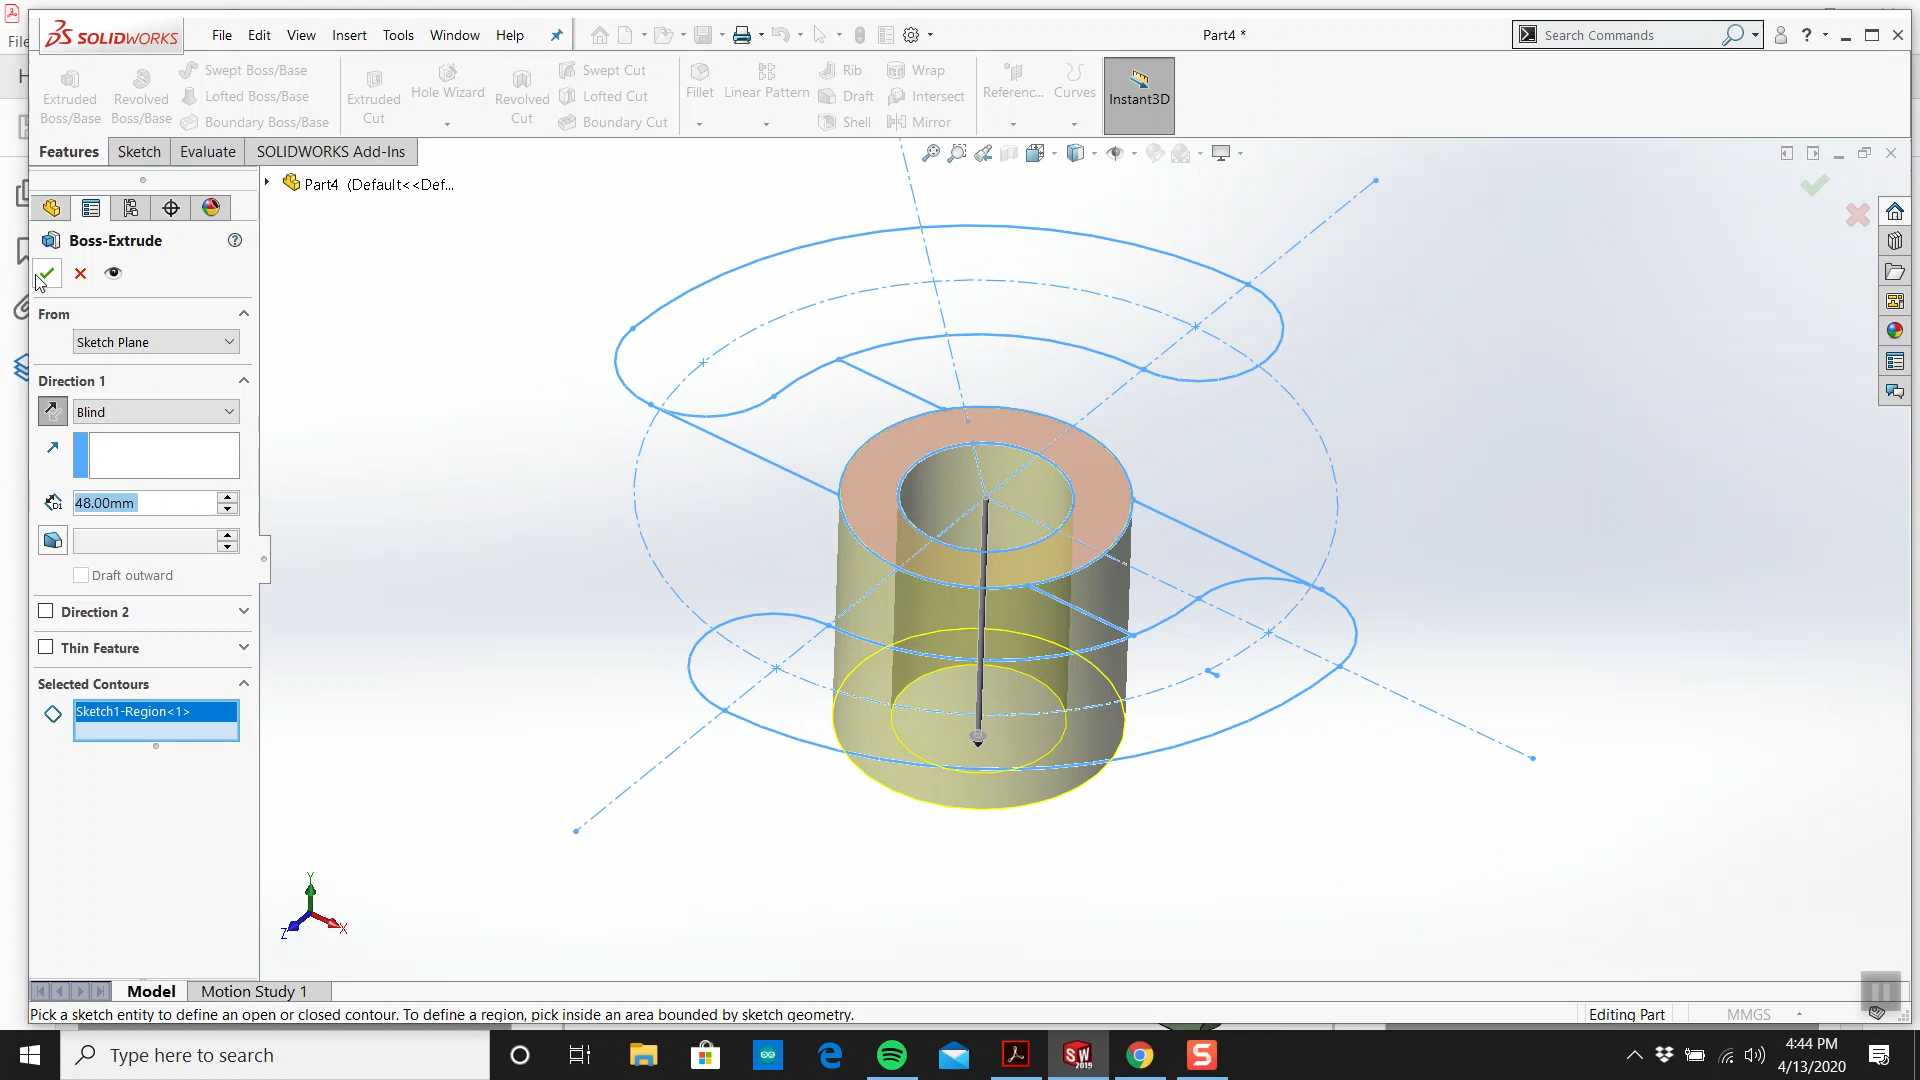 SOLIDWORKS File Edit View Insert Tools Window Help Part4 * Search Commands ?
File
H
Extruded Boss/Base
Revolved Boss/Base
Swept Boss/Base
Lofted Boss/Base
Boundary Boss/Base
Extruded Cut
Hole Wizard
Revolved Cut
Swept Cut
Lofted Cut
Boundary Cut
Fillet
Linear Pattern
Rib
Draft
Shell
Wrap
Intersect
Mirror
Referenc...
Curves
Instant3D
Features Sketch Evaluate SOLIDWORKS Add-Ins
Part4 (Default<<Def...
Boss-Extrude
From
Sketch Plane
Direction 1
Blind
48.00mm
Draft outward
Direction 2
Thin Feature
Selected Contours
Sketch1-Region<1>
Y
Z
X
Model Motion Study 1
Pick a sketch entity to define an open or closed contour. To define a region, pick inside an area bounded by sketch geometry.
Editing Part MMGS
Type here to search
SW
2019
S
4:44 PM
4/13/2020